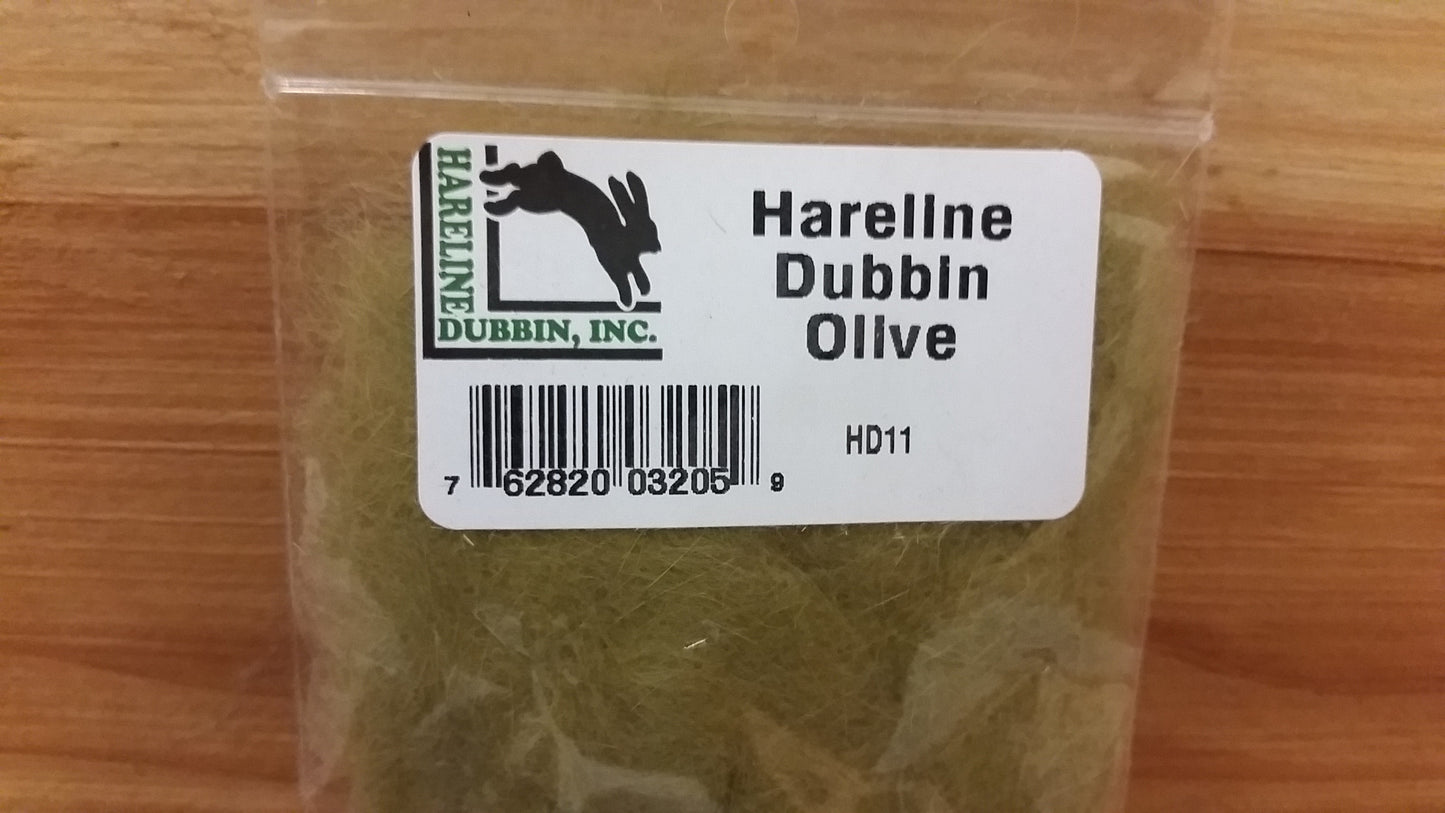 HARELINE
DUBBIN, INC.
Hareline
Dubbin
Olive
HD11
7 62820 03205 9